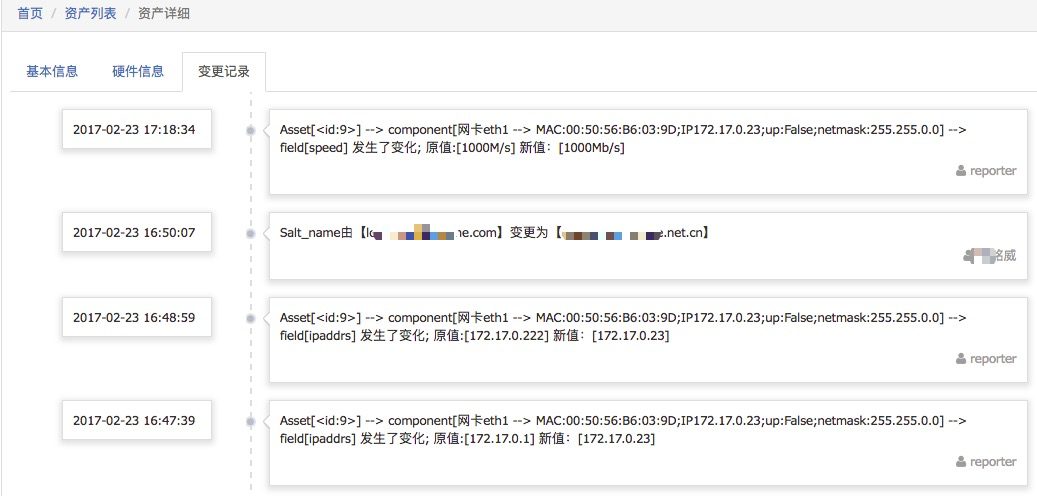 首页 / 资产列表 / 资产详细
基本信息 硬件信息 变更记录
2017-02-23 17:18:34
Asset[<id:9>] --> component[网卡eth1 --> MAC:00:50:56:B6:03:9D;IP172.17.0.23;up:False;netmask:255.255.0.0] -->
field[speed] 发生了变化; 原值:[1000M/s] 新值：[1000Mb/s]
reporter
2017-02-23 16:50:07
Salt_name由【 .com】变更为【 .net.cn】
铭威
2017-02-23 16:48:59
Asset[<id:9>] --> component[网卡eth1 --> MAC:00:50:56:B6:03:9D;IP172.17.0.23;up:False;netmask:255.255.0.0] -->
field[ipaddrs] 发生了变化; 原值:[172.17.0.222] 新值：[172.17.0.23]
reporter
2017-02-23 16:47:39
Asset[<id:9>] --> component[网卡eth1 --> MAC:00:50:56:B6:03:9D;IP172.17.0.23;up:False;netmask:255.255.0.0] -->
field[ipaddrs] 发生了变化; 原值:[172.17.0.1] 新值：[172.17.0.23]
reporter